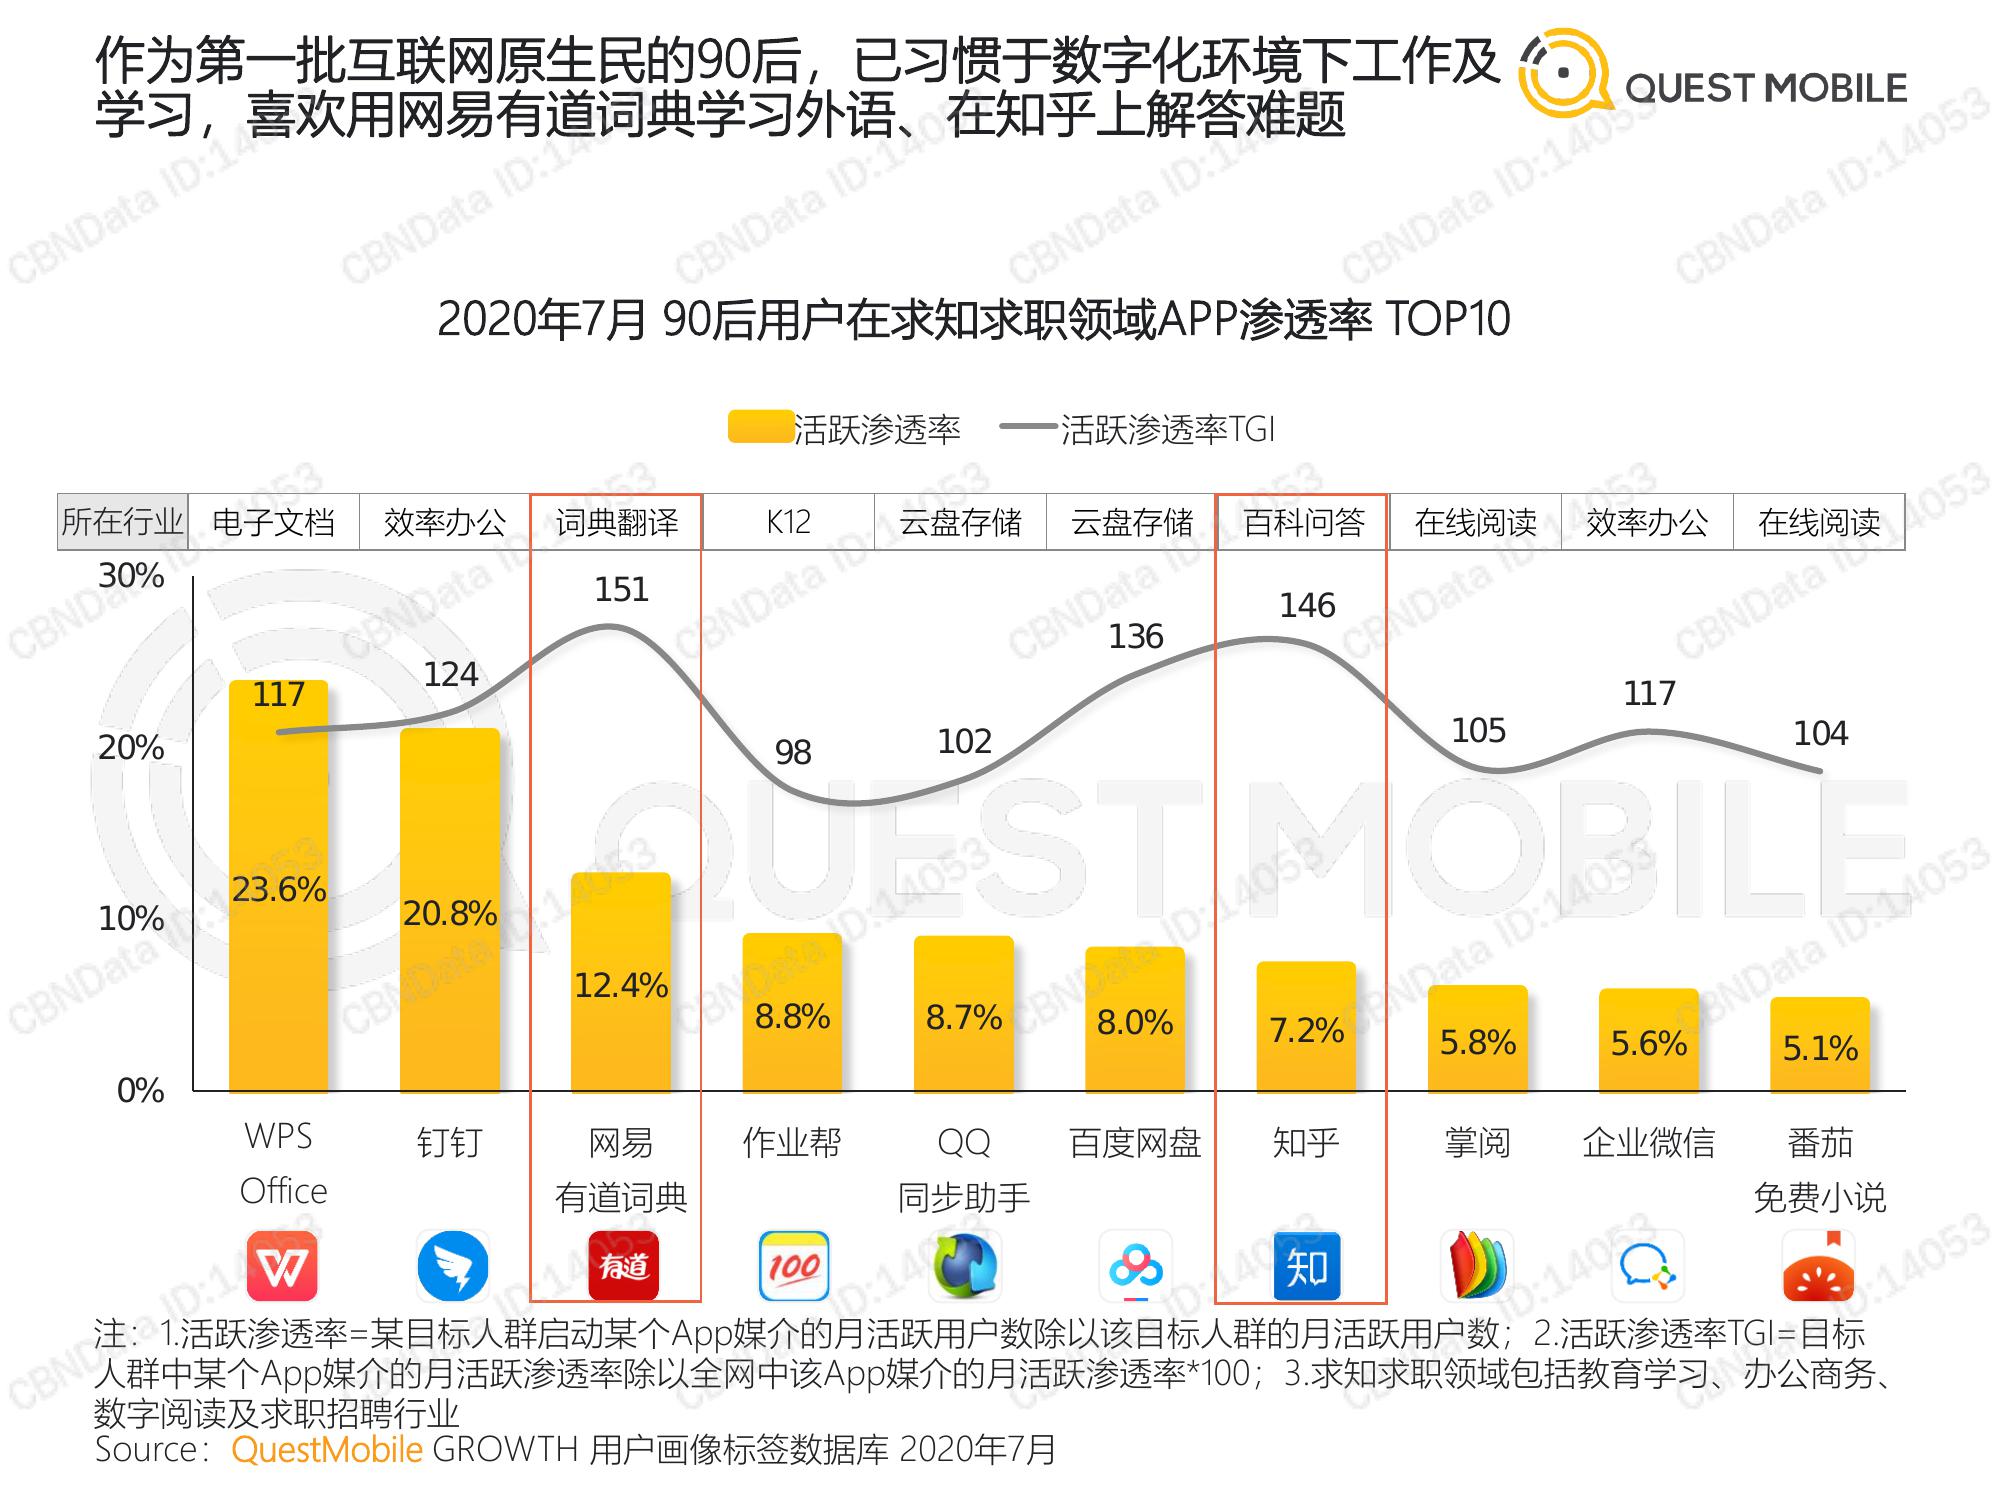 作为第一批互联网原生民的90后，已习惯于数字化环境下工作及
学习，喜欢用网易有道词典学习外语、在知乎上解答难题
QUEST MOBILE
2020年7月 90后用户在求知求职领域APP渗透率 TOP10
活跃渗透率 活跃渗透率TGI
所在行业 电子文档 效率办公 词典翻译 K12 云盘存储 云盘存储 百科问答 在线阅读 效率办公 在线阅读
30%
20%
10%
0%
117 124 151 98 102 136 146 105 117 104
23.6% 20.8% 12.4% 8.8% 8.7% 8.0% 7.2% 5.8% 5.6% 5.1%
WPS 钉钉 网易 作业帮 QQ 百度网盘 知乎 掌阅 企业微信 番茄
Office 有道词典 同步助手 免费小说
有道 100 知
注：1.活跃渗透率=某目标人群启动某个App媒介的月活跃用户数除以该目标人群的月活跃用户数；2.活跃渗透率TGI=目标
人群中某个App媒介的月活跃渗透率除以全网中该App媒介的月活跃渗透率*100；3.求知求职领域包括教育学习、办公商务、
数字阅读及求职招聘行业
Source：QuestMobile GROWTH 用户画像标签数据库 2020年7月
QUEST MOBILE
CBNData ID:14053